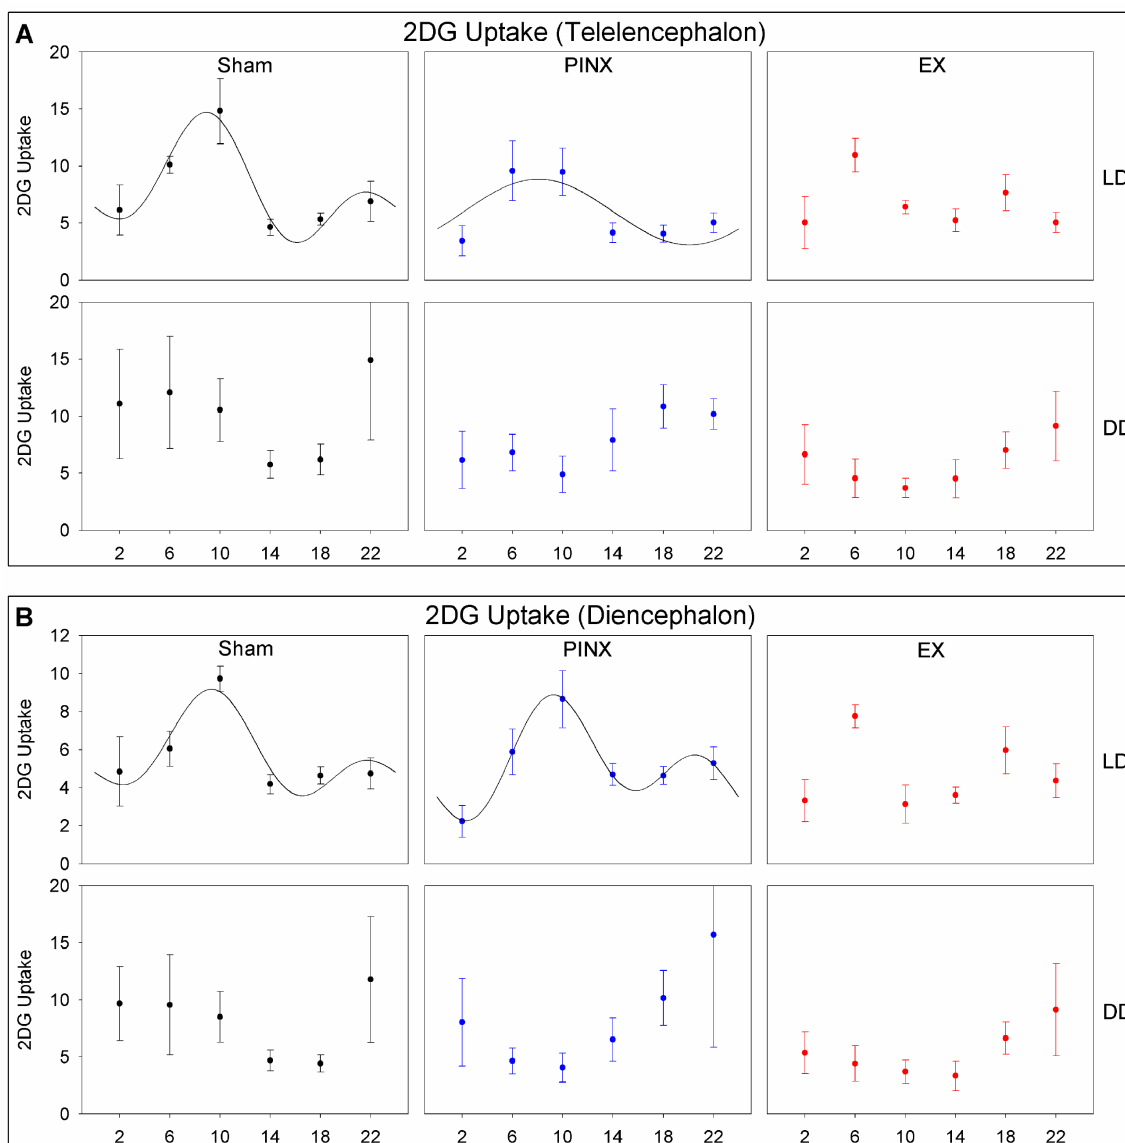 A
2DG Uptake (Telelencephalon)
Sham
PINX
EX
20
15
10
5
0
2DG Uptake
LD
20
15
10
5
0
2DG Uptake
DD
2 6 10 14 18 22
2 6 10 14 18 22
2 6 10 14 18 22
B
2DG Uptake (Diencephalon)
Sham
PINX
EX
12
10
8
6
4
2
0
2DG Uptake
LD
20
15
10
5
0
2DG Uptake
DD
2 6 10 14 18 22
2 6 10 14 18 22
2 6 10 14 18 22